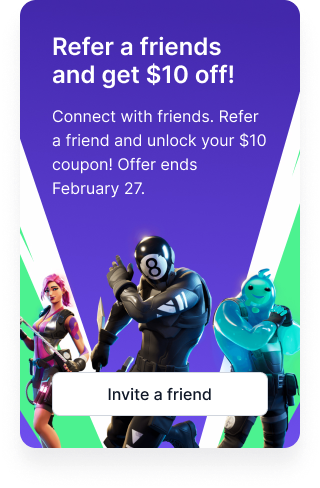 Refer a friends
and get $10 off!
Connect with friends. Refer
a friend and unlock your $10
coupon! Offer ends
February 27.
8
Invite a friend